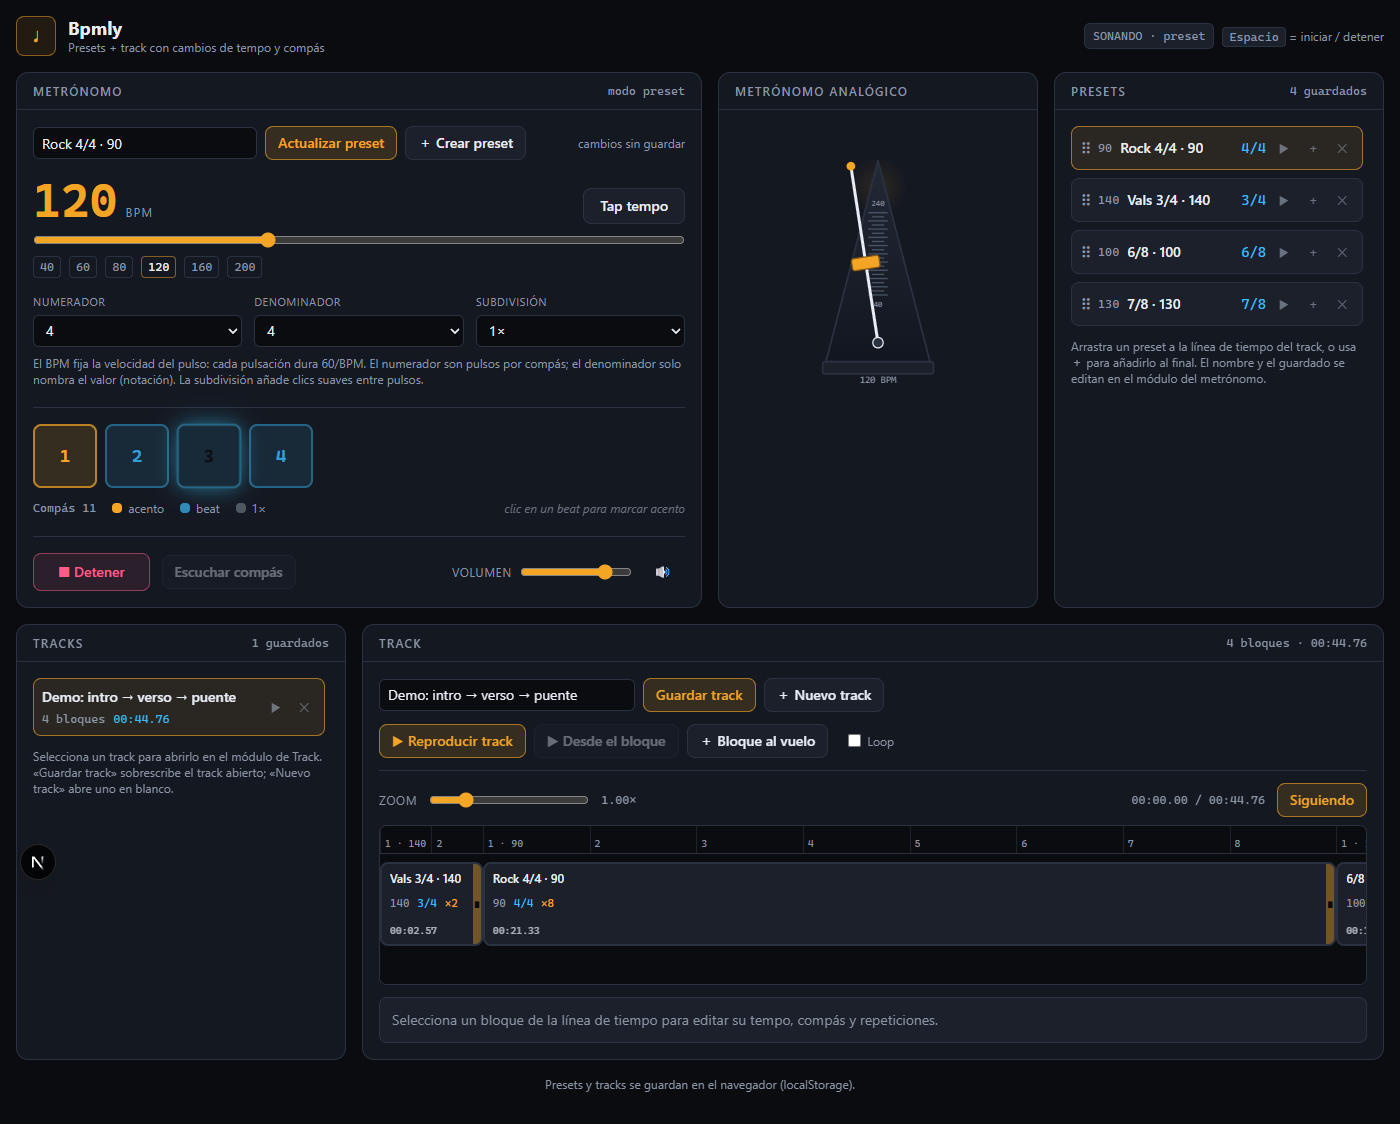 Bpmly
Presets + track con cambios de tempo y compás
SONANDO · preset
Espacio = iniciar / detener
METRÓNOMO
modo preset
Rock 4/4 · 90
Actualizar preset
+ Crear preset
cambios sin guardar
120 BPM
Tap tempo
40 60 80 120 160 200
NUMERADOR DENOMINADOR SUBDIVISIÓN
4 4 1×
El BPM fija la velocidad del pulso: cada pulsación dura 60/BPM. El numerador son pulsos por compás; el denominador solo
nombra el valor (notación). La subdivisión añade clics suaves entre pulsos.
1 2 3 4
Compás 11 acento beat 1×
clic en un beat para marcar acento
Detener
Escuchar compás
VOLUMEN
METRÓNOMO ANALÓGICO
240
40
120 BPM
PRESETS
4 guardados
90 Rock 4/4 · 90 4/4 ▶ + ×
140 Vals 3/4 · 140 3/4 ▶ + ×
100 6/8 · 100 6/8 ▶ + ×
130 7/8 · 130 7/8 ▶ + ×
Arrastra un preset a la línea de tiempo del track, o usa
+ para añadirlo al final. El nombre y el guardado se
editan en el módulo del metrónomo.
TRACKS
1 guardados
Demo: intro → verso → puente
4 bloques 00:44.76
▶ ×
Selecciona un track para abrirlo en el módulo de Track.
«Guardar track» sobrescribe el track abierto; «Nuevo
track» abre uno en blanco.
N
TRACK
4 bloques · 00:44.76
Demo: intro → verso → puente
Guardar track
+ Nuevo track
▶ Reproducir track
▶ Desde el bloque
+ Bloque al vuelo
Loop
ZOOM
1.00×
00:00.00 / 00:44.76
Siguiendo
1 · 140 2 1 · 90 2 3 4 5 6 7 8 1 ·
Vals 3/4 · 140
140 3/4 ×2
00:02.57
Rock 4/4 · 90
90 4/4 ×8
00:21.33
6/8
100
Selecciona un bloque de la línea de tiempo para editar su tempo, compás y repeticiones.
Presets y tracks se guardan en el navegador (localStorage).